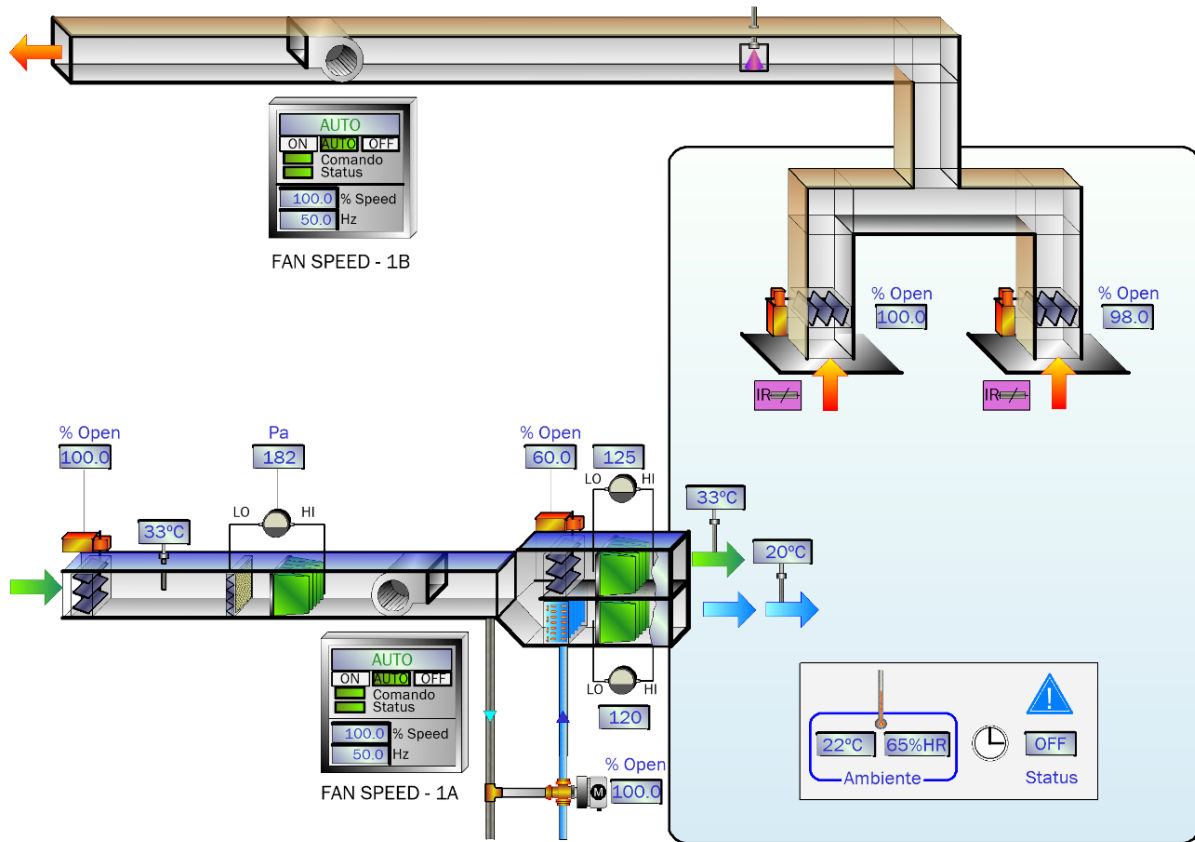 AUTO
ON AUTO OFF
Comando
Status
100.0 % Speed
50.0 Hz
FAN SPEED - 1B
% Open
100.0
% Open
98.0
IR
IR
% Open
100.0
Pa
182
% Open
60.0
125
LO HI
LO HI
33ºC
33ºC
20ºC
AUTO
ON AUTO OFF
Comando
Status
100.0 % Speed
50.0 Hz
FAN SPEED - 1A
LO HI
120
% Open
100.0
M
22ºC 65%HR
Ambiente
!
OFF
Status